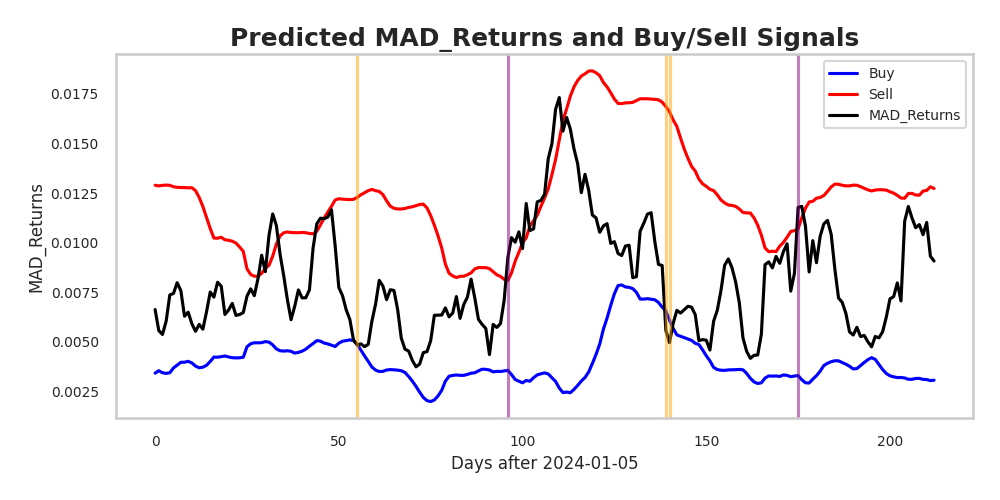 Predicted MAD_Returns and Buy/Sell Signals
MAD_Returns
0.0175
0.0150
0.0125
0.0100
0.0075
0.0050
0.0025
Buy
Sell
MAD_Returns
0 50 100 150 200
Days after 2024-01-05